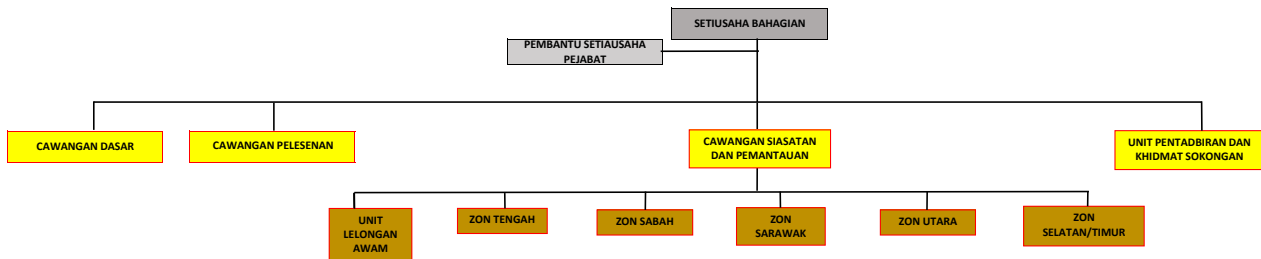 SETIUSAHA BAHAGIAN
PEMBANTU SETIAUSAHA
PEJABAT
CAWANGAN DASAR
CAWANGAN PELESENAN
CAWANGAN SIASATAN
DAN PEMANTAUAN
UNIT PENTADBIRAN DAN
KHIDMAT SOKONGAN
UNIT
LELONGAN
AWAM
ZON TENGAH
ZON SABAH
ZON
SARAWAK
ZON UTARA
ZON
SELATAN/TIMUR